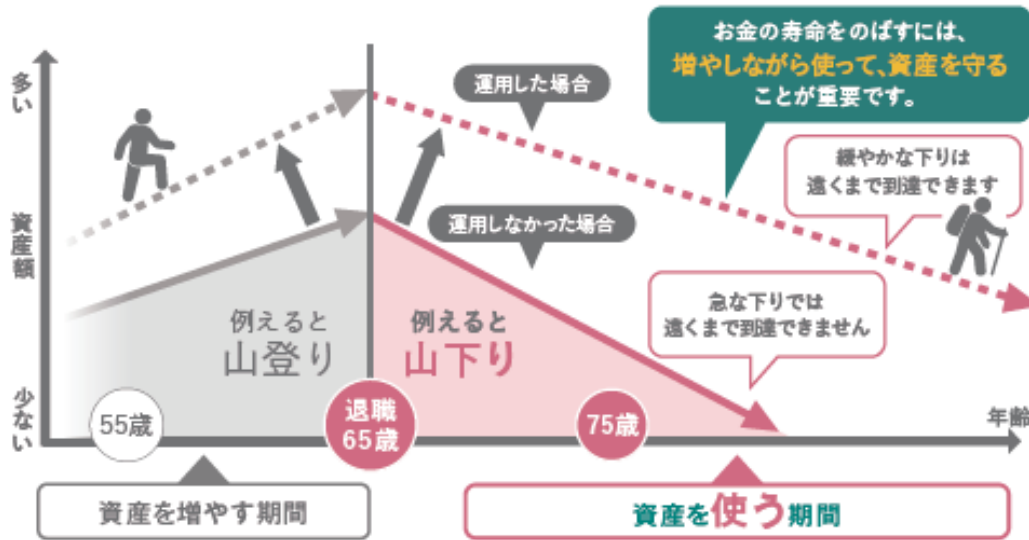 お金の寿命をのばすには、
増やしながら使って、資産を守る
ことが重要です。
多い
運用した場合
緩やかな下りは
遠くまで到達できます
資産額
運用しなかった場合
急な下りでは
遠くまで到達できません
例えると
山登り
例えると
山下り
少ない
55歳
退職
65歳
75歳
年齢
資産を増やす期間
資産を使う期間